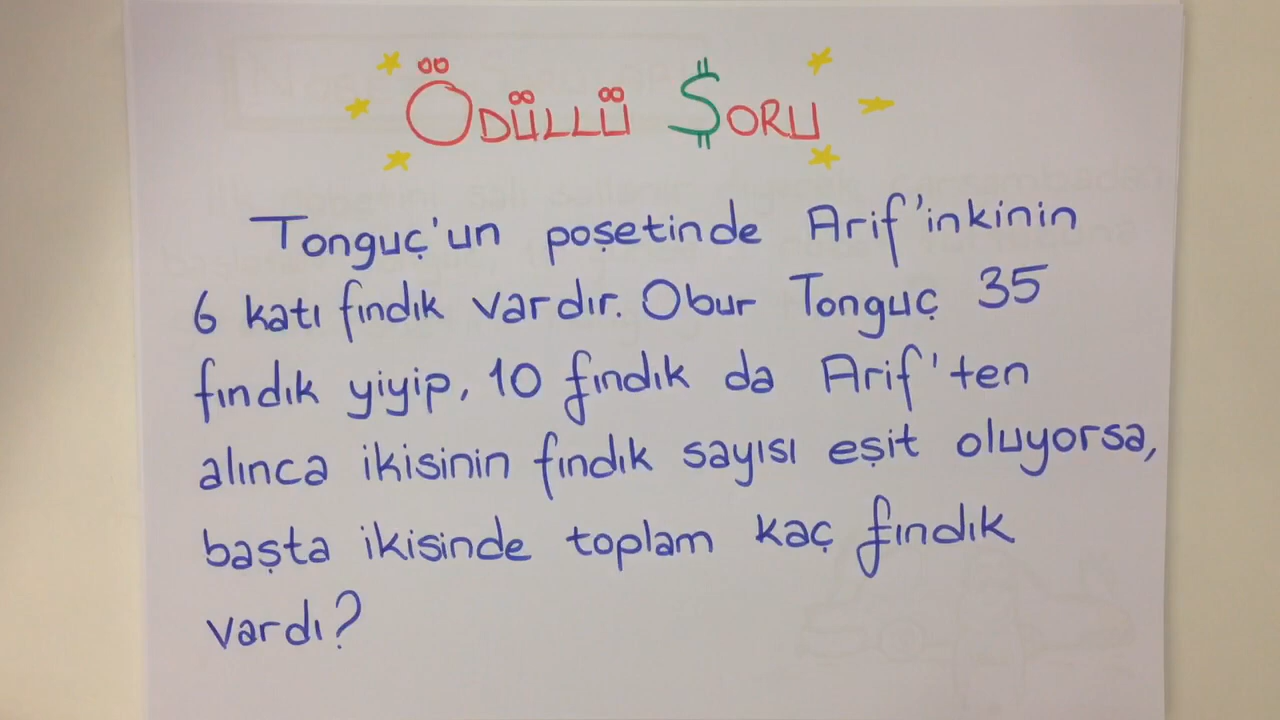 ÖDÜLLÜ $ORU
Tonguç'un poşetinde Arif'inkinin
6 katı fındık vardır. Obur Tonguç 35
fındık yiyip, 10 fındık da Arif'ten
alınca ikisinin fındık sayısı eşit oluyorsa,
başta ikisinde toplam kaç fındık
vardı?